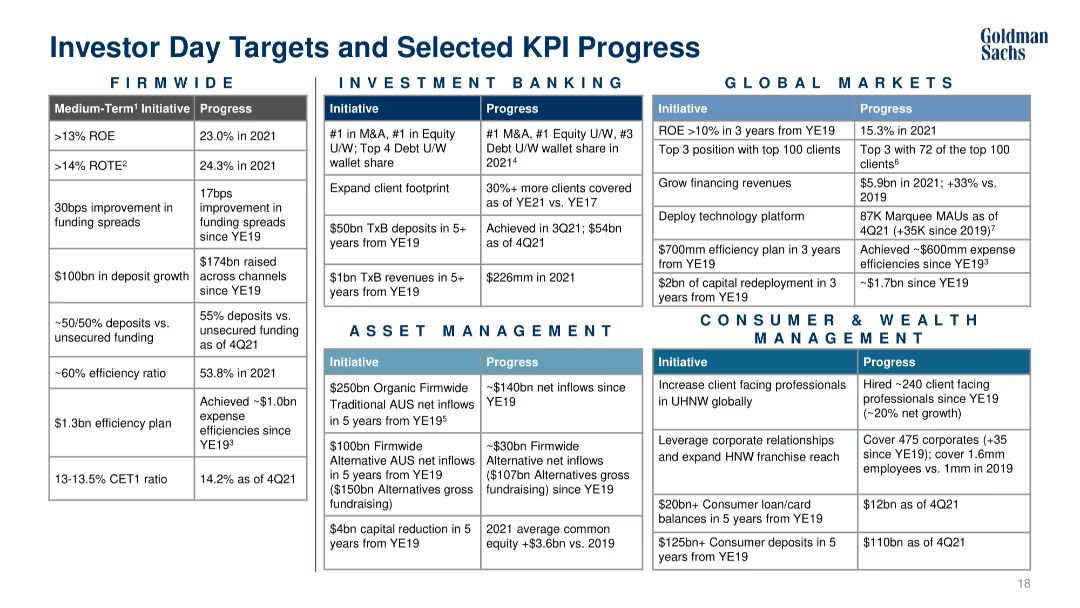 Investor Day Targets and Selected KPI Progress
Goldman
Sachs
FIRMWIDE
Medium-Term¹ Initiative Progress
>13% ROE 23.0% in 2021
>14% ROTE² 24.3% in 2021
30bps improvement in
funding spreads
17bps
improvement in
funding spreads
since YE19
$100bn in deposit growth
$174bn raised
across channels
since YE19
~50/50% deposits vs.
unsecured funding
55% deposits vs.
unsecured funding
as of 4Q21
~60% efficiency ratio 53.8% in 2021
$1.3bn efficiency plan
Achieved ~$1.0bn
expense
efficiencies since
YE19³
13-13.5% CET1 ratio 14.2% as of 4Q21
INVESTMENT BANKING
Initiative Progress
#1 in M&A, #1 in Equity
U/W; Top 4 Debt U/W
wallet share
#1 M&A, #1 Equity U/W, #3
Debt U/W wallet share in
2021⁴
Expand client footprint
30%+ more clients covered
as of YE21 vs. YE17
$50bn TxB deposits in 5+
years from YE19
Achieved in 3Q21; $54bn
as of 4Q21
$1bn TxB revenues in 5+
years from YE19
$226mm in 2021
GLOBAL MARKETS
Initiative Progress
ROE >10% in 3 years from YE19 15.3% in 2021
Top 3 position with top 100 clients
Top 3 with 72 of the top 100
clients⁶
Grow financing revenues
$5.9bn in 2021; +33% vs.
2019
Deploy technology platform
87K Marquee MAUs as of
4Q21 (+35K since 2019)⁷
$700mm efficiency plan in 3 years
from YE19
Achieved ~$600mm expense
efficiencies since YE19³
$2bn of capital redeployment in 3
years from YE19
~$1.7bn since YE19
ASSET MANAGEMENT
Initiative Progress
$250bn Organic Firmwide
Traditional AUS net inflows
in 5 years from YE19⁵
~$140bn net inflows since
YE19
$100bn Firmwide
Alternative AUS net inflows
in 5 years from YE19
($150bn Alternatives gross
fundraising)
~$30bn Firmwide
Alternative net inflows
($107bn Alternatives gross
fundraising) since YE19
$4bn capital reduction in 5
years from YE19
2021 average common
equity +$3.6bn vs. 2019
CONSUMER & WEALTH
MANAGEMENT
Initiative Progress
Increase client facing professionals
in UHNW globally
Hired ~240 client facing
professionals since YE19
(~20% net growth)
Leverage corporate relationships
and expand HNW franchise reach
Cover 475 corporates (+35
since YE19); cover 1.6mm
employees vs. 1mm in 2019
$20bn+ Consumer loan/card
balances in 5 years from YE19
$12bn as of 4Q21
$125bn+ Consumer deposits in 5
years from YE19
$110bn as of 4Q21
18